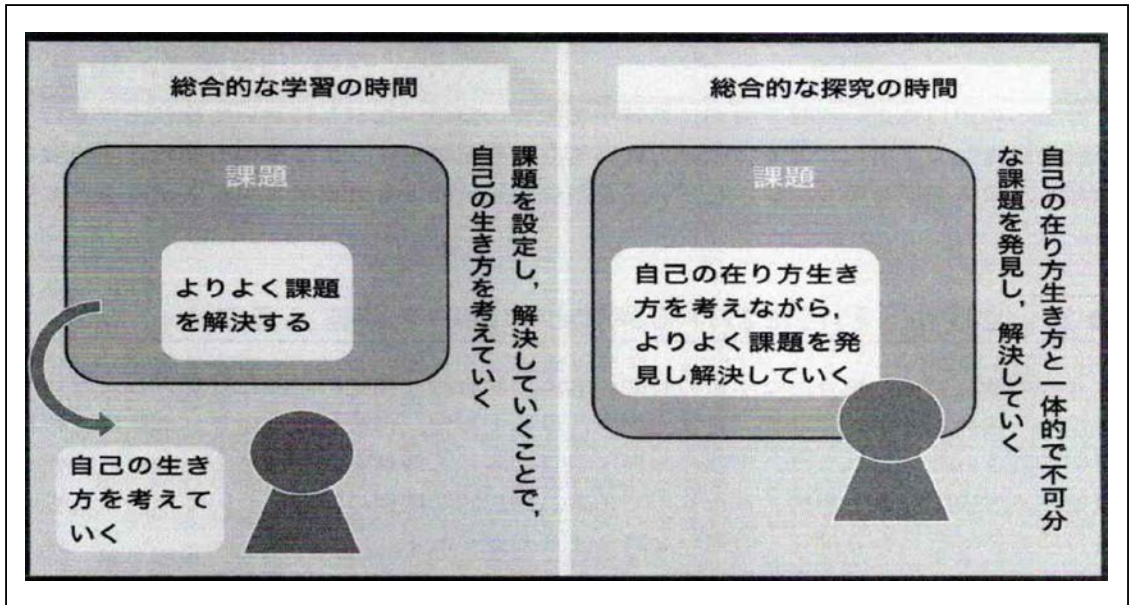 総合的な学習の時間
課題
よりよく課題
を解決する
自己の生き
方を考えて
いく
課題を設定し，解決していくことで，
自己の生き方を考えていく
総合的な探究の時間
課題
自己の在り方生き
方を考えながら，
よりよく課題を発
見し解決していく
自己の在り方生き方と一体的で不可分
な課題を発見し，解決していく